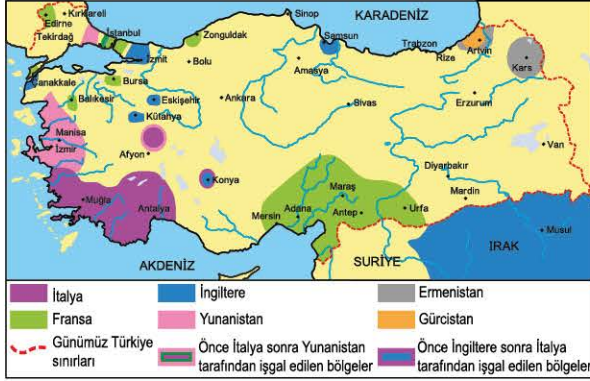 KARADENİZ
Kırklareli
Edirne
Tekirdağ
İstanbul
Sinop
Zonguldak
Samsun
Trabzon
Rize
Artvin
Kars
İzmit
Bolu
Amasya
Çanakkale
Bursa
Balıkesir
Eskişehir
Ankara
Sivas
Erzurum
Kütahya
Manisa
İzmir
Afyon
Van
Diyarbakır
Konya
Maraş
Mardin
Muğla
Antalya
Mersin
Adana
Antep
Urfa
Musul
AKDENİZ
SURİYE
IRAK
İtalya
İngiltere
Ermenistan
Fransa
Yunanistan
Gürcistan
Günümüz Türkiye
sınırları
Önce İtalya sonra Yunanistan
tarafından işgal edilen bölgeler
Önce İngiltere sonra İtalya
tarafından işgal edilen bölgeler